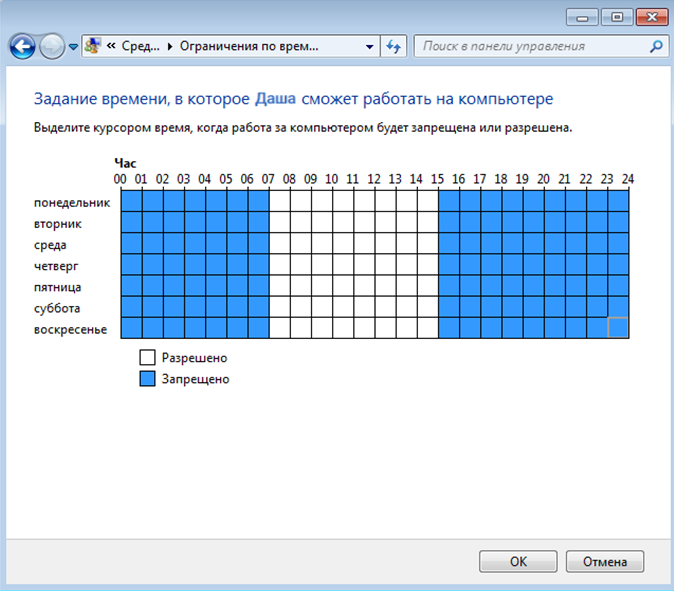 « Сред... ▸ Ограничения по врем... Поиск в панели управления
Задание времени, в которое Даша сможет работать на компьютере
Выделите курсором время, когда работа за компьютером будет запрещена или разрешена.
Час
00 01 02 03 04 05 06 07 08 09 10 11 12 13 14 15 16 17 18 19 20 21 22 23 24
понедельник
вторник
среда
четверг
пятница
суббота
воскресенье
Разрешено
Запрещено
ОК Отмена